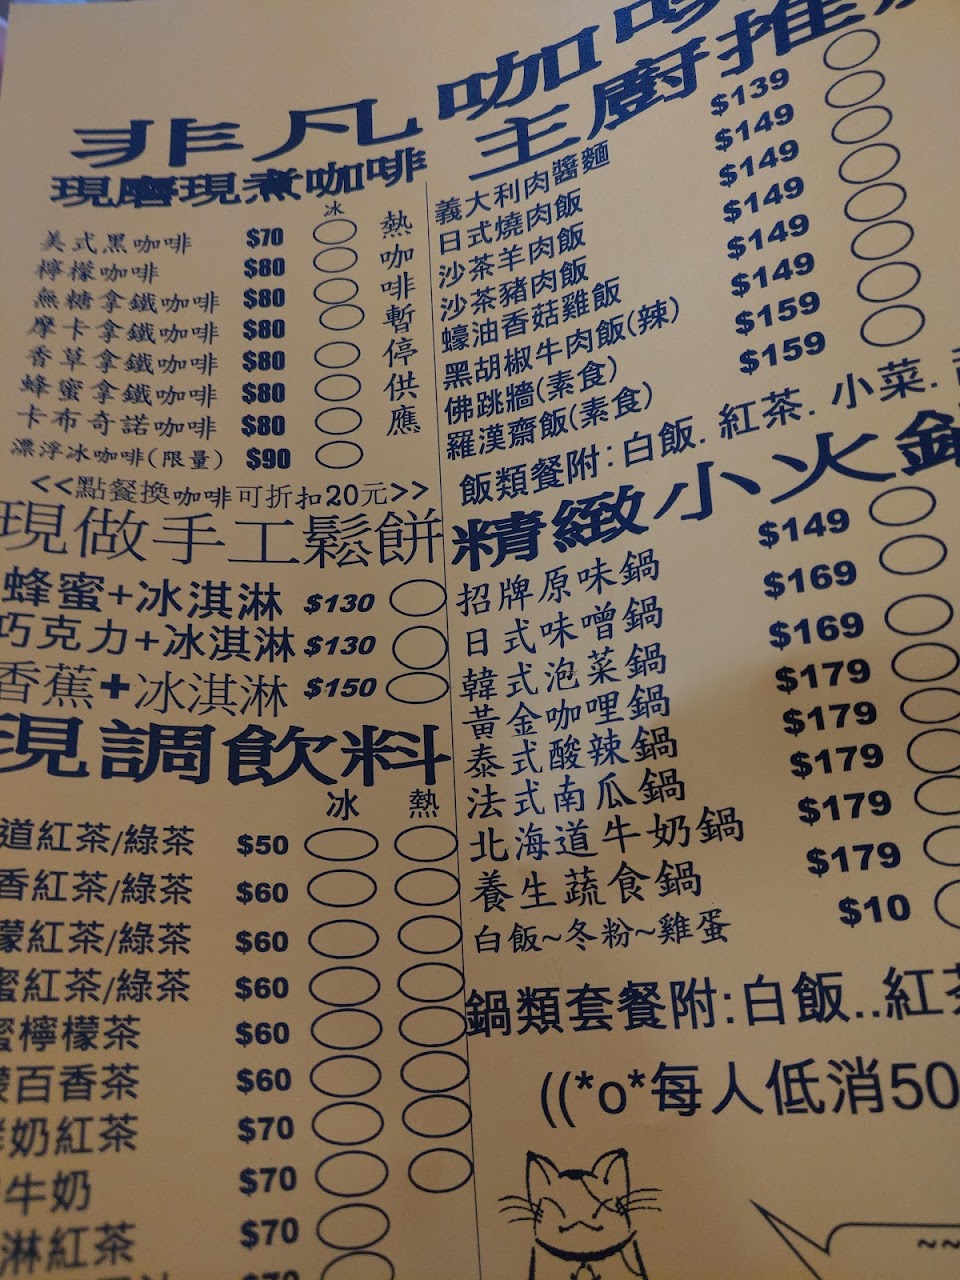 非凡咖啡
現磨現煮咖啡
冰
美式黑咖啡 $70
檸檬咖啡 $80
無糖拿鐵咖啡 $80
摩卡拿鐵咖啡 $80
香草拿鐵咖啡 $80
蜂蜜拿鐵咖啡 $80
卡布奇諾咖啡 $80
漂浮冰咖啡(限量) $90
熱咖啡暫停供應
<<點餐換咖啡可折扣20元>>
現做手工鬆餅
蜂蜜+冰淇淋 $130
巧克力+冰淇淋 $130
香蕉+冰淇淋 $150
現調飲料
冰 熱
道紅茶/綠茶 $50
香紅茶/綠茶 $60
檬紅茶/綠茶 $60
蜜紅茶/綠茶 $60
蜜檸檬茶 $60
檬百香茶 $60
鮮奶紅茶 $70
牛奶 $70
淋紅茶 $70
$70
主廚推
義大利肉醬麵 $139
日式燒肉飯 $149
沙茶羊肉飯 $149
沙茶豬肉飯 $149
蠔油香菇雞飯 $149
黑胡椒牛肉飯(辣) $149
佛跳牆(素食) $159
羅漢齋飯(素食) $159
飯類餐附:白飯.紅茶.小菜.
精緻小火鍋
招牌原味鍋 $149
日式味噌鍋 $169
韓式泡菜鍋 $169
黃金咖哩鍋 $179
泰式酸辣鍋 $179
法式南瓜鍋 $179
北海道牛奶鍋 $179
養生蔬食鍋 $179
白飯~冬粉~雞蛋 $10
鍋類套餐附:白飯..紅茶
((*o*每人低消50
~~